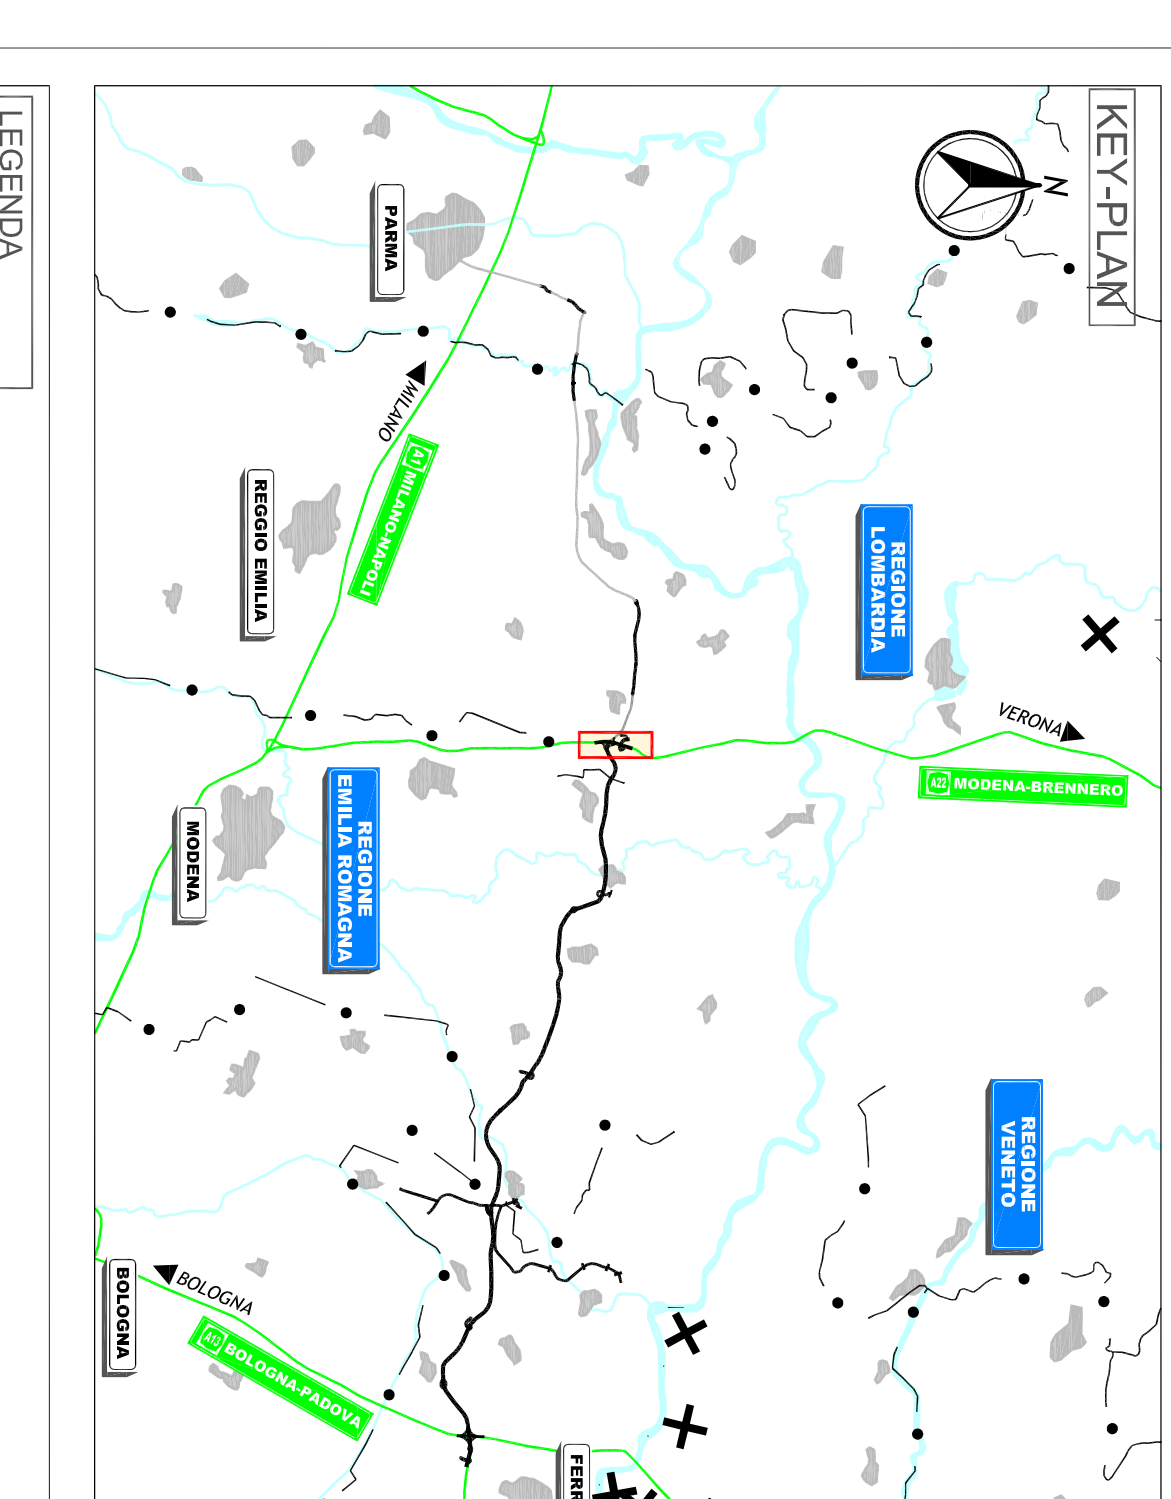 KEY-PLAN
N
LEGENDA
PARMA
MILANO
A1 MILANO-NAPOLI
REGGIO EMILIA
REGIONE
LOMBARDIA
VERONA
A22 MODENA-BRENNERO
MODENA
REGIONE
EMILIA ROMAGNA
REGIONE
VENETO
BOLOGNA
BOLOGNA
A13 BOLOGNA-PADOVA
FERR